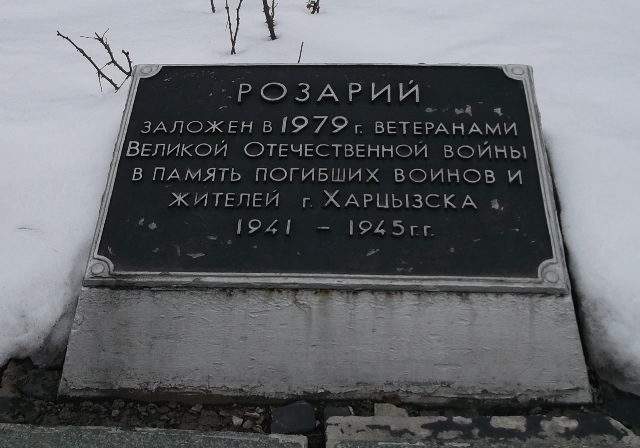 РОЗАРИЙ
ЗАЛОЖЕН В 1979 г. ВЕТЕРАНАМИ
ВЕЛИКОЙ ОТЕЧЕСТВЕННОЙ ВОЙНЫ
В ПАМЯТЬ ПОГИБШИХ ВОИНОВ И
ЖИТЕЛЕЙ г. ХАРЦЫЗСКА
1941 – 1945 г.г.